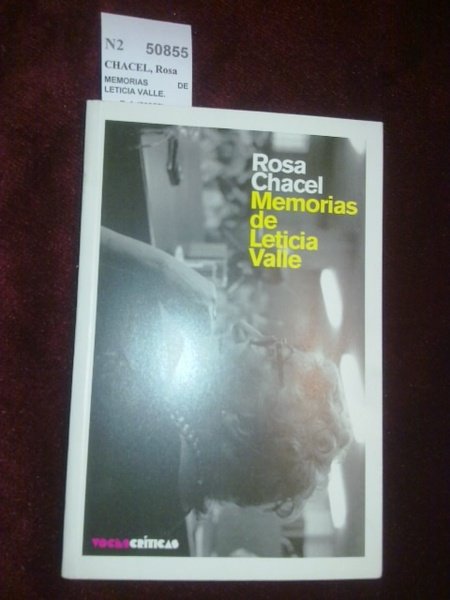 N2 50855
CHACEL, Rosa
MEMORIAS DE
LETICIA VALLE.
Rosa
Chacel
Memorias
de
Leticia
Valle
VOCESCRÍTICAS